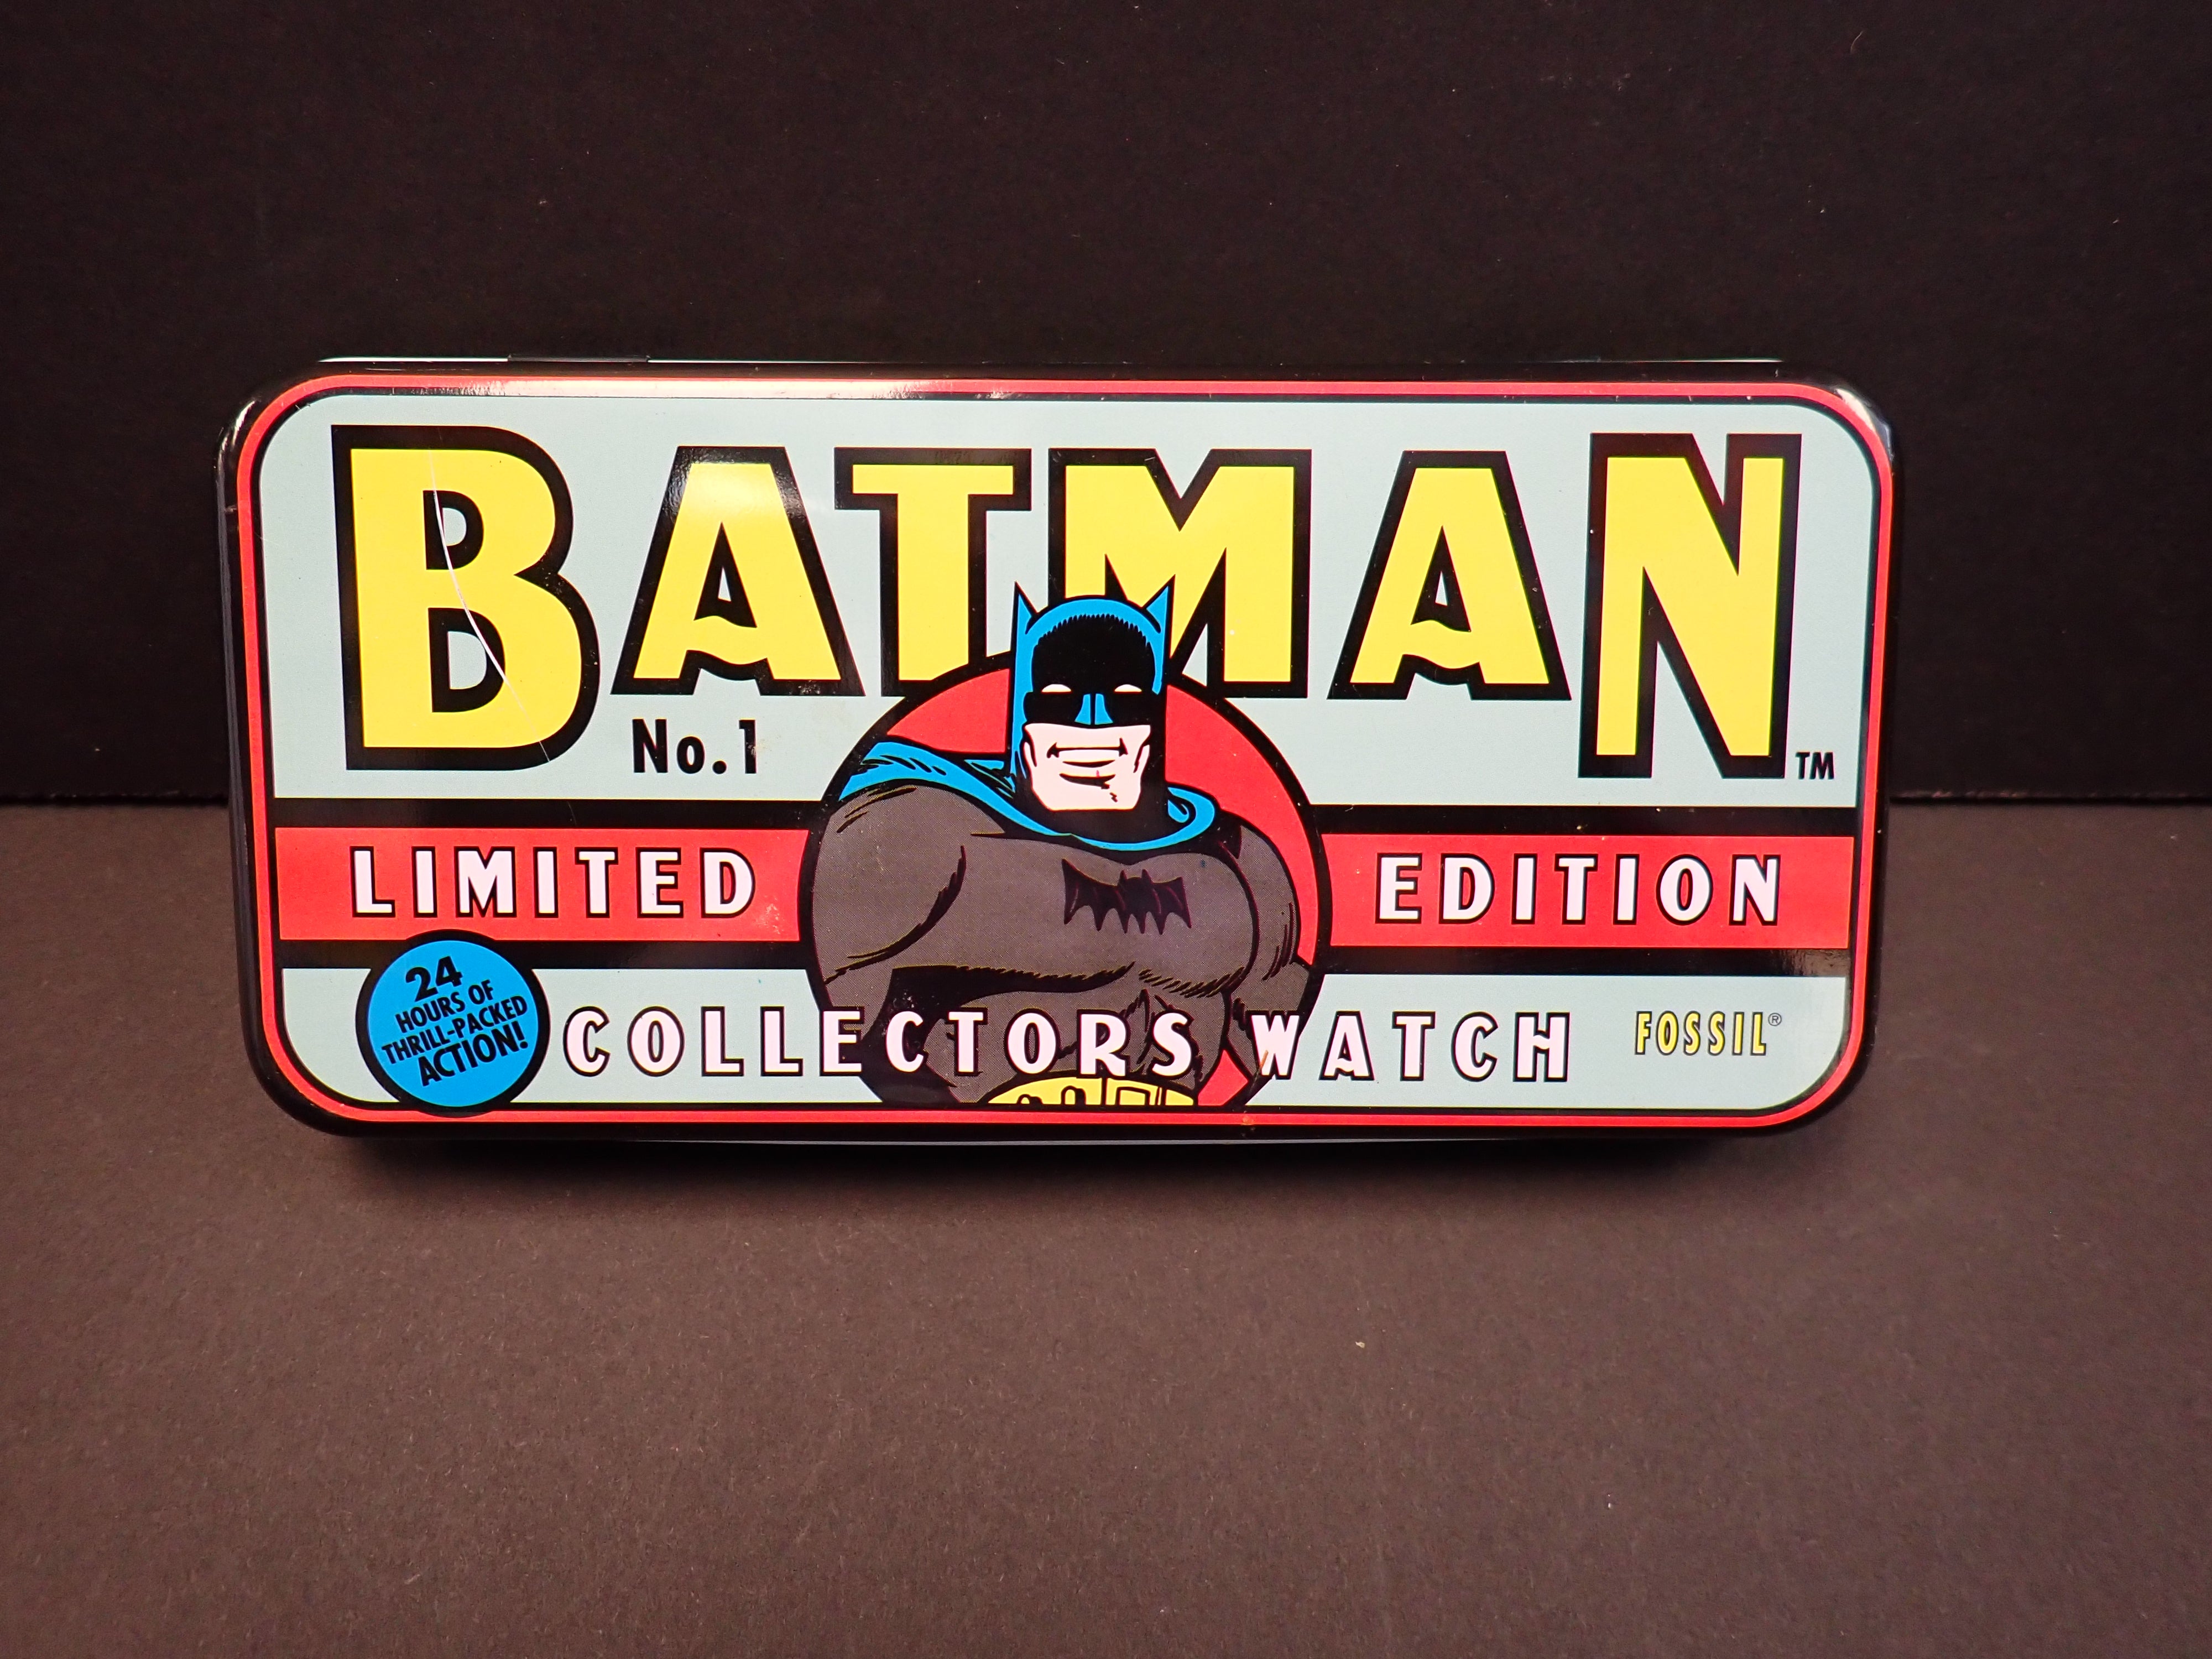 BATMAN TM
No.1
LIMITED EDITION
24
HOURS OF
THRILL-PACKED
ACTION!
COLLECTORS WATCH
FOSSIL®